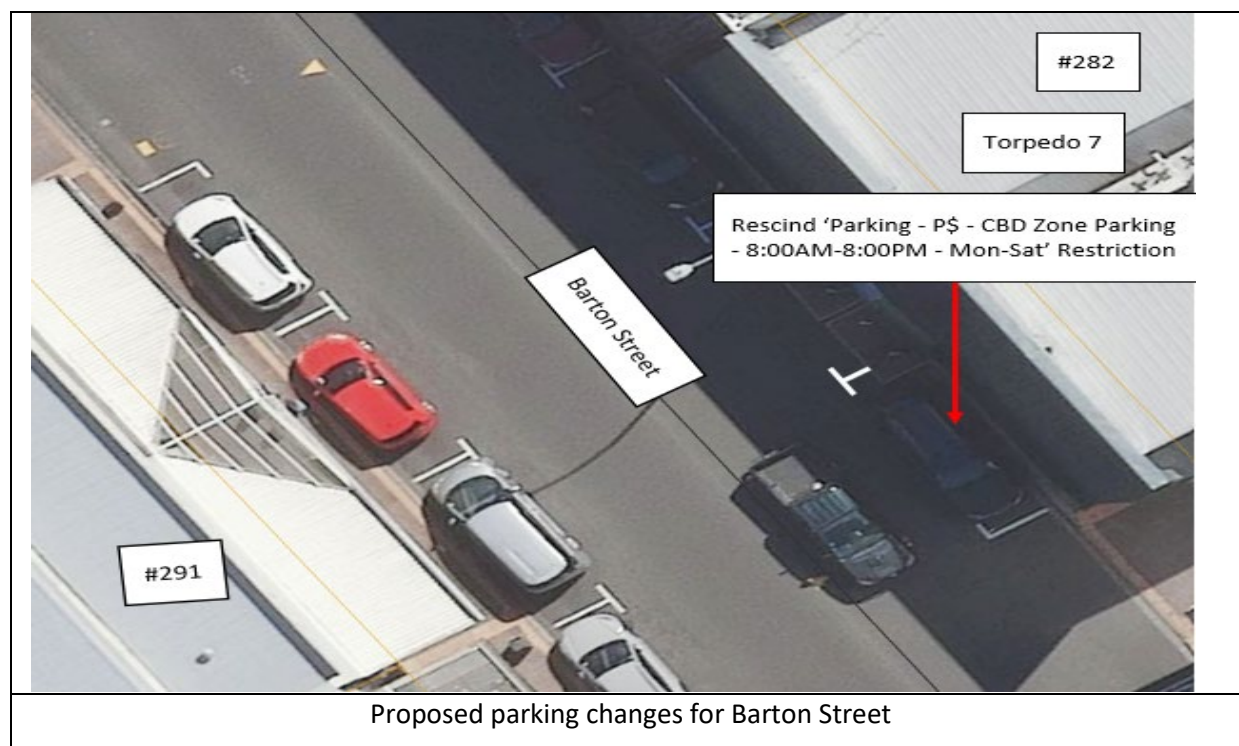 #282
Torpedo 7
Rescind ‘Parking - P$ - CBD Zone Parking
- 8:00AM-8:00PM - Mon-Sat’ Restriction
Barton Street
#291
Proposed parking changes for Barton Street